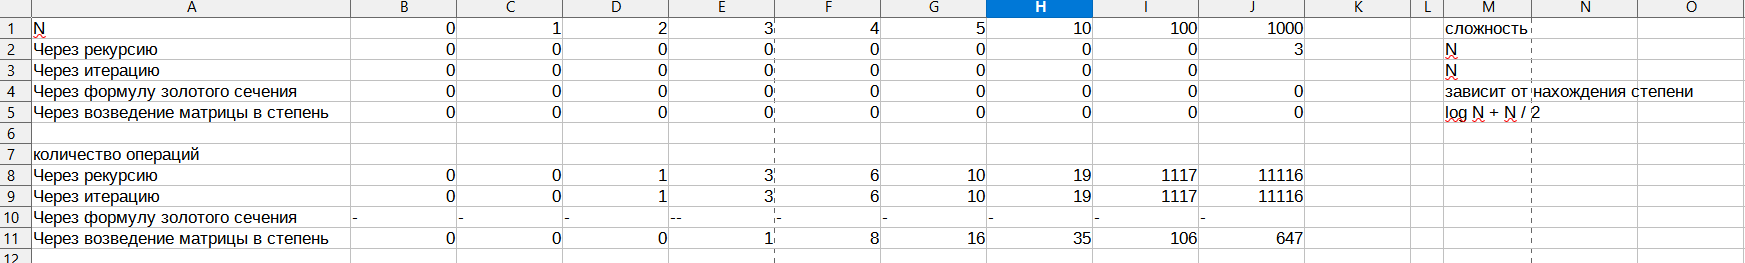 A B C D E F G H I J K L M N O
1 N 0 1 2 3 4 5 10 100 1000 сложность
2 Через рекурсию 0 0 0 0 0 0 0 0 3 N
3 Через итерацию 0 0 0 0 0 0 0 0 N
4 Через формулу золотого сечения 0 0 0 0 0 0 0 0 0 зависит от нахождения степени
5 Через возведение матрицы в степень 0 0 0 0 0 0 0 0 0 log N + N / 2
6
7 количество операций
8 Через рекурсию 0 0 1 3 6 10 19 1117 11116
9 Через итерацию 0 0 1 3 6 10 19 1117 11116
10 Через формулу золотого сечения - - - -- - - - - -
11 Через возведение матрицы в степень 0 0 0 1 8 16 35 106 647
12